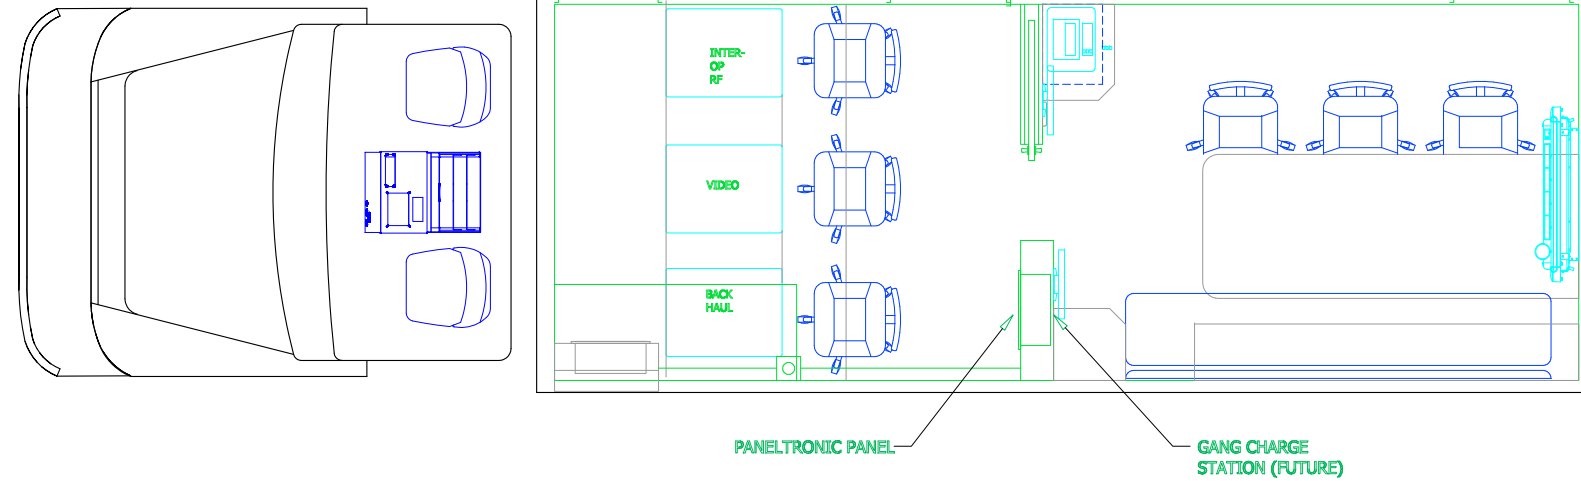 INTER-
OP
RF
VIDEO
BACK
HAUL
PANELTRONIC PANEL
GANG CHARGE
STATION (FUTURE)